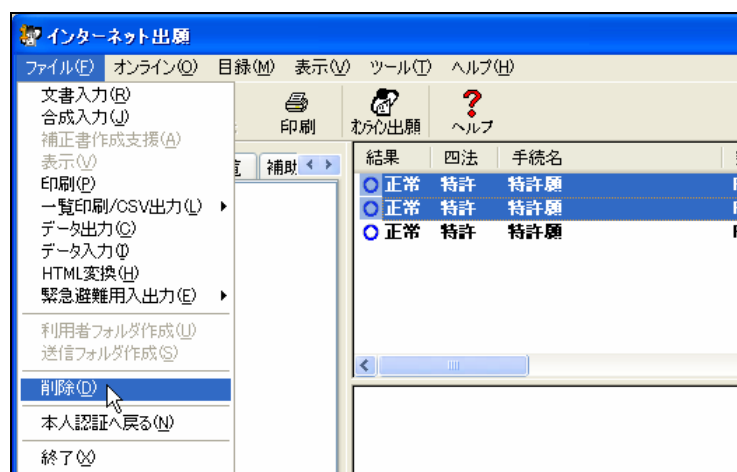 インターネット出願
ファイル(F) オンライン(O) 目録(M) 表示(V) ツール(T) ヘルプ(H)
文書入力(R)
合成入力(J)
補正書作成支援(A)
表示(V)
印刷(P)
一覧印刷/CSV出力(L)
データ出力(C)
データ入力(I)
HTML変換(H)
緊急避難用入出力(E)
利用者フォルダ作成(U)
送信フォルダ作成(S)
削除(D)
本人認証へ戻る(N)
終了(X)
印刷 オンライン出願 ヘルプ
補助
結果 四法 手続名
正常 特許 特許願
正常 特許 特許願
正常 特許 特許願